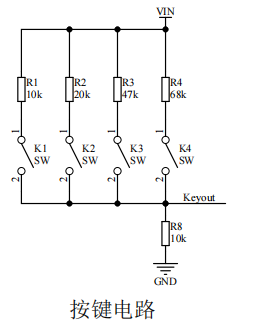 VIN
R1 R2 R3 R4
10k 20k 47k 68k
1 1 1 1
K1 K2 K3 K4
SW SW SW SW
2 2 2 2
Keyout
R8
10k
GND
按键电路